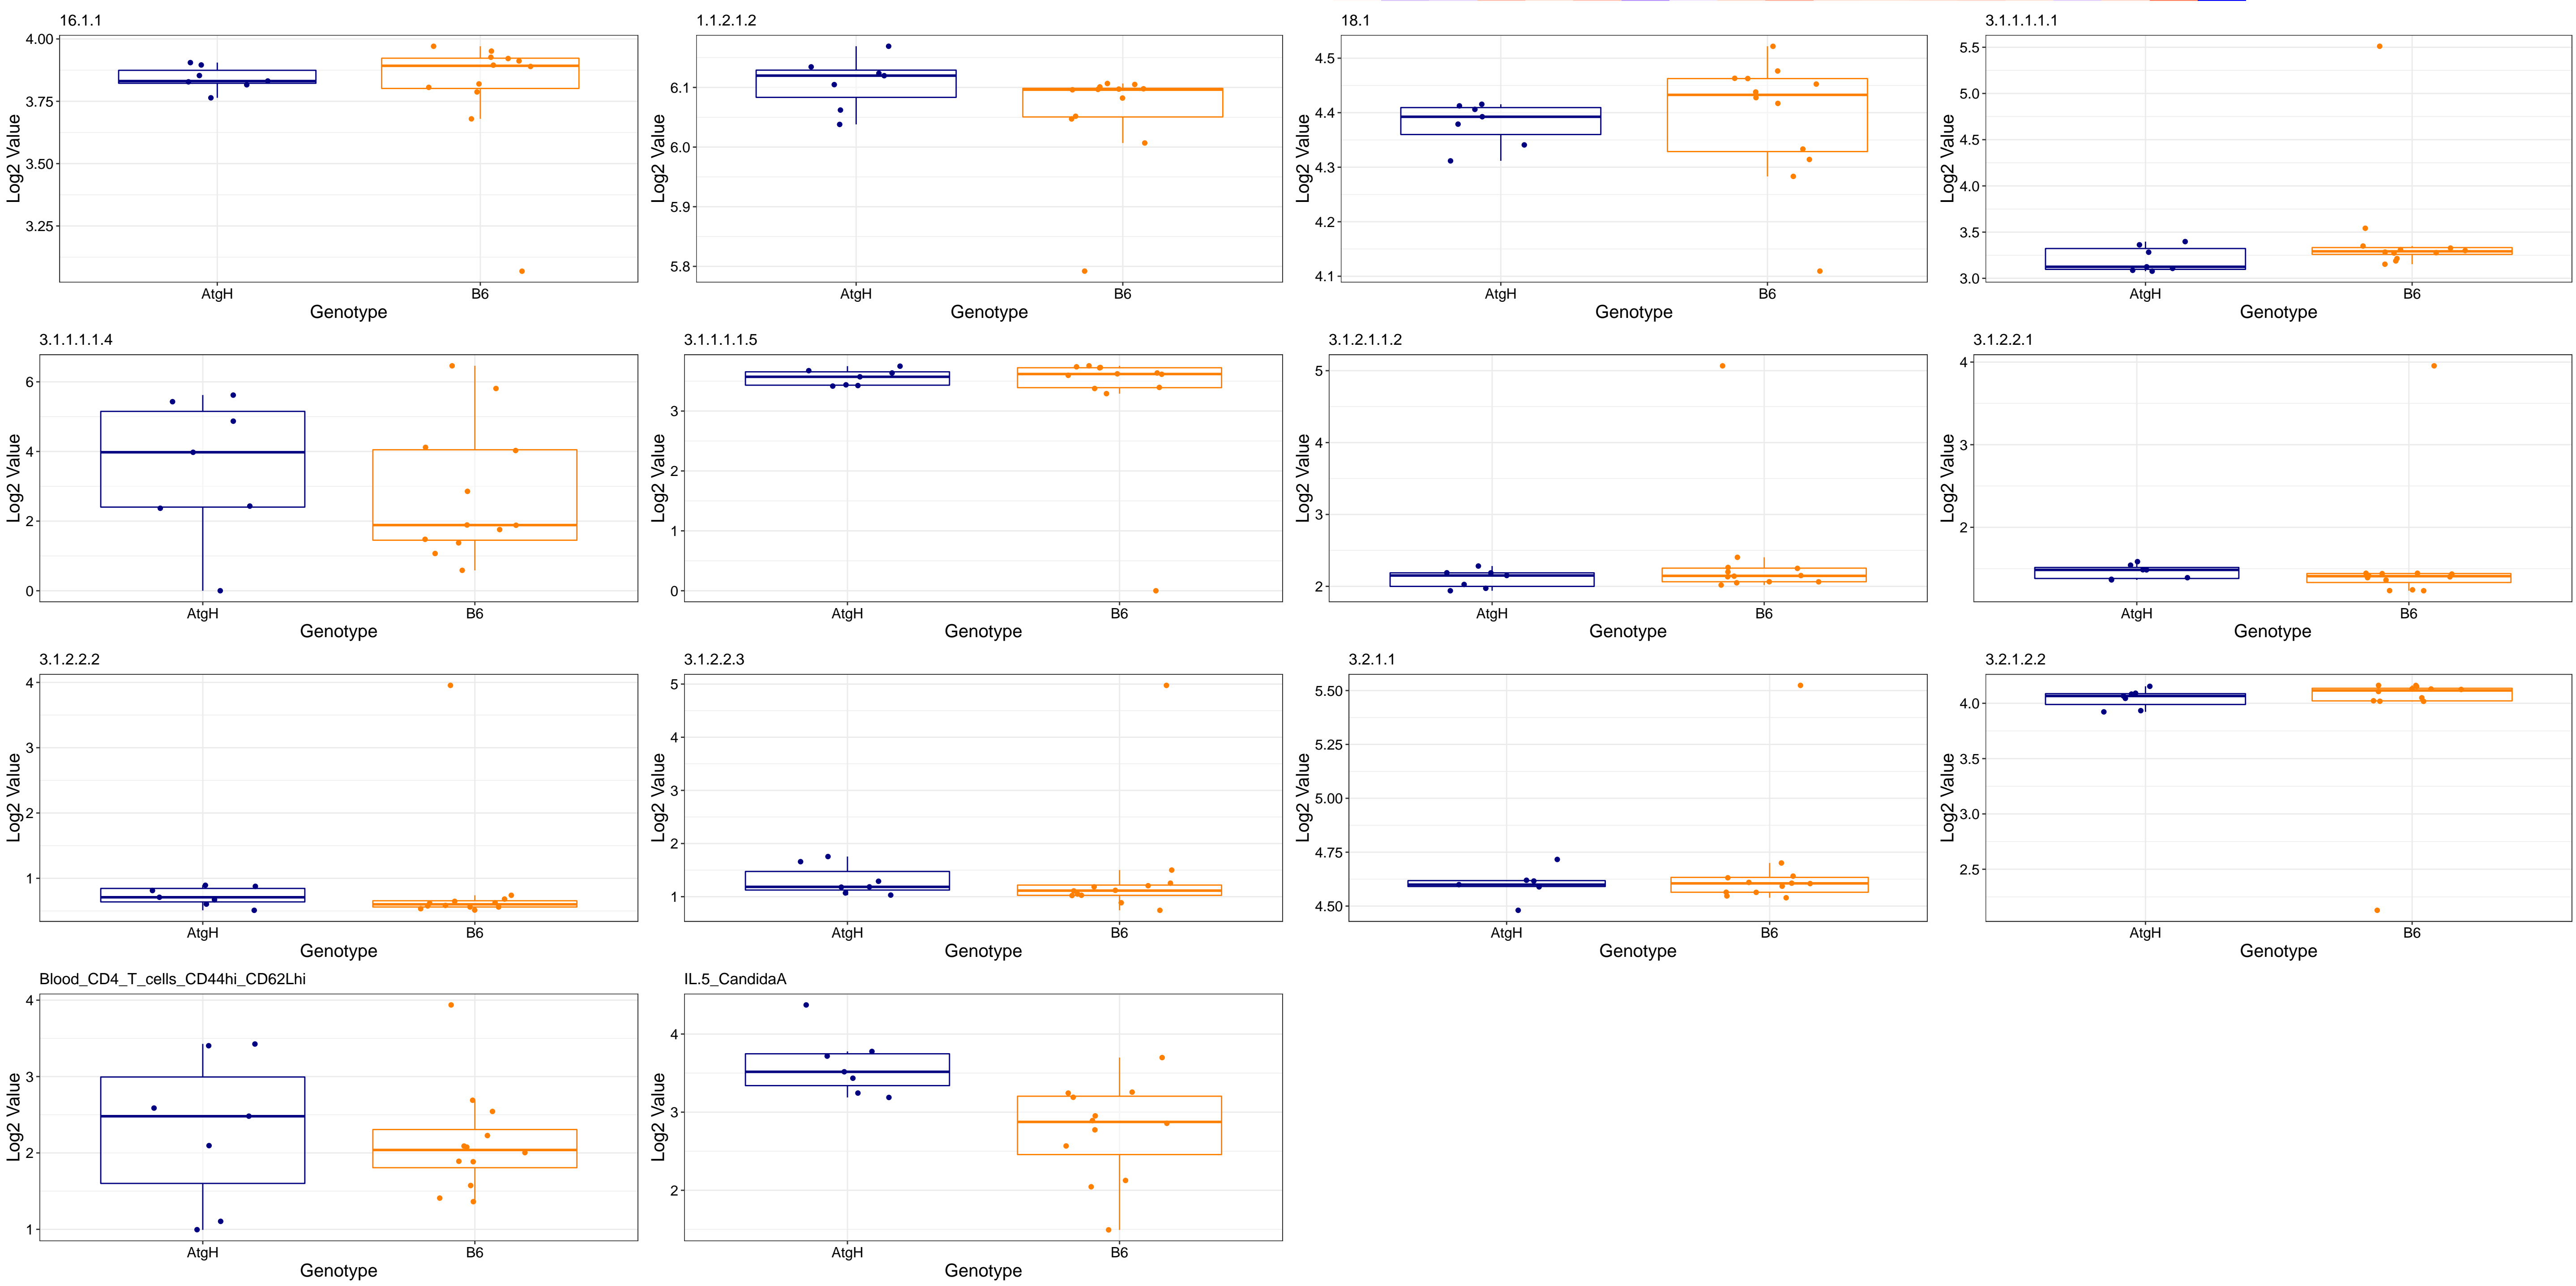 16.1.1
4.00
3.75
3.50
3.25
Log2 Value
AtgH
B6
Genotype
1.1.2.1.2
6.1
6.0
5.9
5.8
Log2 Value
AtgH
B6
Genotype
18.1
4.5
4.4
4.3
4.2
4.1
Log2 Value
AtgH
B6
Genotype
3.1.1.1.1.1
5.5
5.0
4.5
4.0
3.5
3.0
Log2 Value
AtgH
B6
Genotype
3.1.1.1.1.4
6
4
2
0
Log2 Value
AtgH
B6
Genotype
3.1.1.1.1.5
3
2
1
0
Log2 Value
AtgH
B6
Genotype
3.1.2.1.1.2
5
4
3
2
Log2 Value
AtgH
B6
Genotype
3.1.2.2.1
4
3
2
Log2 Value
AtgH
B6
Genotype
3.1.2.2.2
4
3
2
1
Log2 Value
AtgH
B6
Genotype
3.1.2.2.3
5
4
3
2
1
Log2 Value
AtgH
B6
Genotype
3.2.1.1
5.50
5.25
5.00
4.75
4.50
Log2 Value
AtgH
B6
Genotype
3.2.1.2.2
4.0
3.5
3.0
2.5
Log2 Value
AtgH
B6
Genotype
Blood_CD4_T_cells_CD44hi_CD62Lhi
4
3
2
1
Log2 Value
AtgH
B6
Genotype
IL.5_CandidaA
4
3
2
Log2 Value
AtgH
B6
Genotype